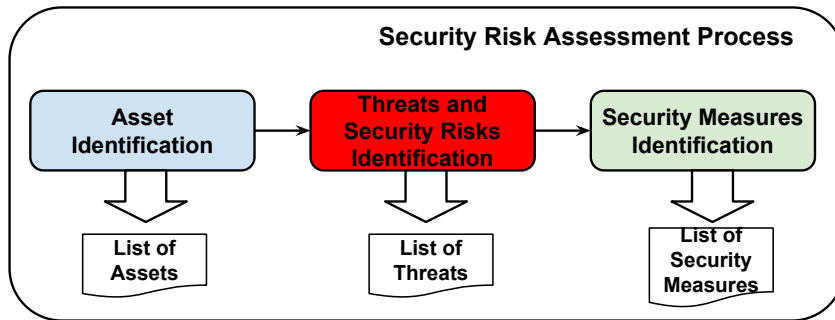 Security Risk Assessment Process
Asset
Identification
Threats and
Security Risks
Identification
Security Measures
Identification
List of
Assets
List of
Threats
List of
Security
Measures